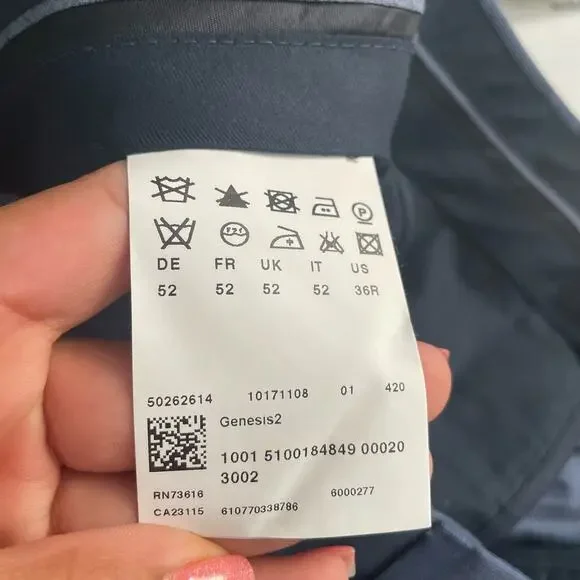 DE FR UK IT US
52 52 52 52 36R
50262614 10171108 01 420
Genesis2
1001 5100184849 00020
3002
RN73616 6000277
CA23115 610770338786